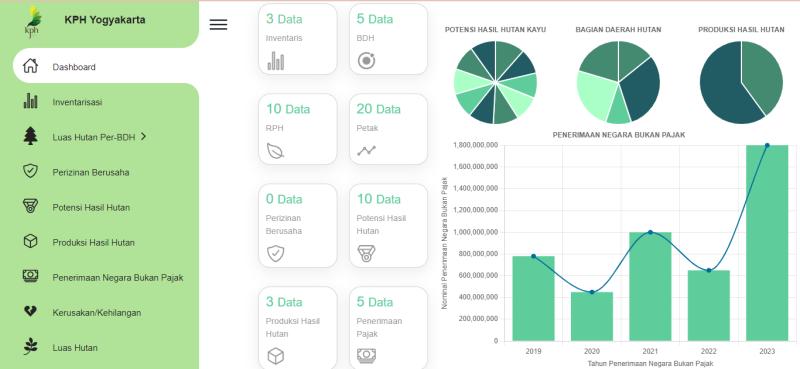 kph
KPH Yogyakarta
Dashboard
Inventarisasi
Luas Hutan Per-BDH
Perizinan Berusaha
Potensi Hasil Hutan
Produksi Hasil Hutan
Penerimaan Negara Bukan Pajak
Kerusakan/Kehilangan
Luas Hutan
3 Data
Inventaris
5 Data
BDH
10 Data
RPH
20 Data
Petak
0 Data
Perizinan
Berusaha
10 Data
Potensi Hasil
Hutan
3 Data
Produksi Hasil
Hutan
5 Data
Penerimaan
Pajak
POTENSI HASIL HUTAN KAYU
BAGIAN DAERAH HUTAN
PRODUKSI HASIL HUTAN
PENERIMAAN NEGARA BUKAN PAJAK
Nominal Penerimaan Negara Bukan Pajak
1,800,000,000
1,600,000,000
1,400,000,000
1,200,000,000
1,000,000,000
800,000,000
600,000,000
400,000,000
200,000,000
0
2019
2020
2021
2022
2023
Tahun Penerimaan Negara Bukan Pajak